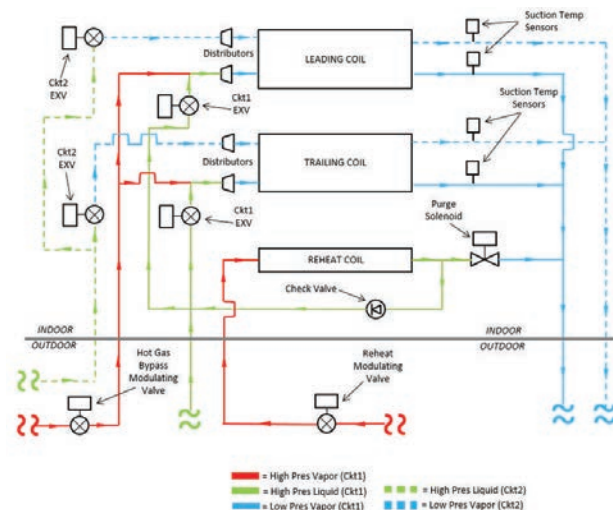 Suction Temp
Sensors
Distributors
LEADING COIL
Ckt2
EXV
Ckt1
EXV
Suction Temp
Sensors
Distributors
TRAILING COIL
Ckt2
EXV
Ckt1
EXV
Purge
Solenoid
REHEAT COIL
Check Valve
INDOOR
OUTDOOR
INDOOR
OUTDOOR
Hot Gas
Bypass
Modulating
Valve
Reheat
Modulating
Valve
= High Pres Vapor (Ckt1)
= High Pres Liquid (Ckt1)
= Low Pres Vapor (Ckt1)
= High Pres Liquid (Ckt2)
= Low Pres Vapor (Ckt2)